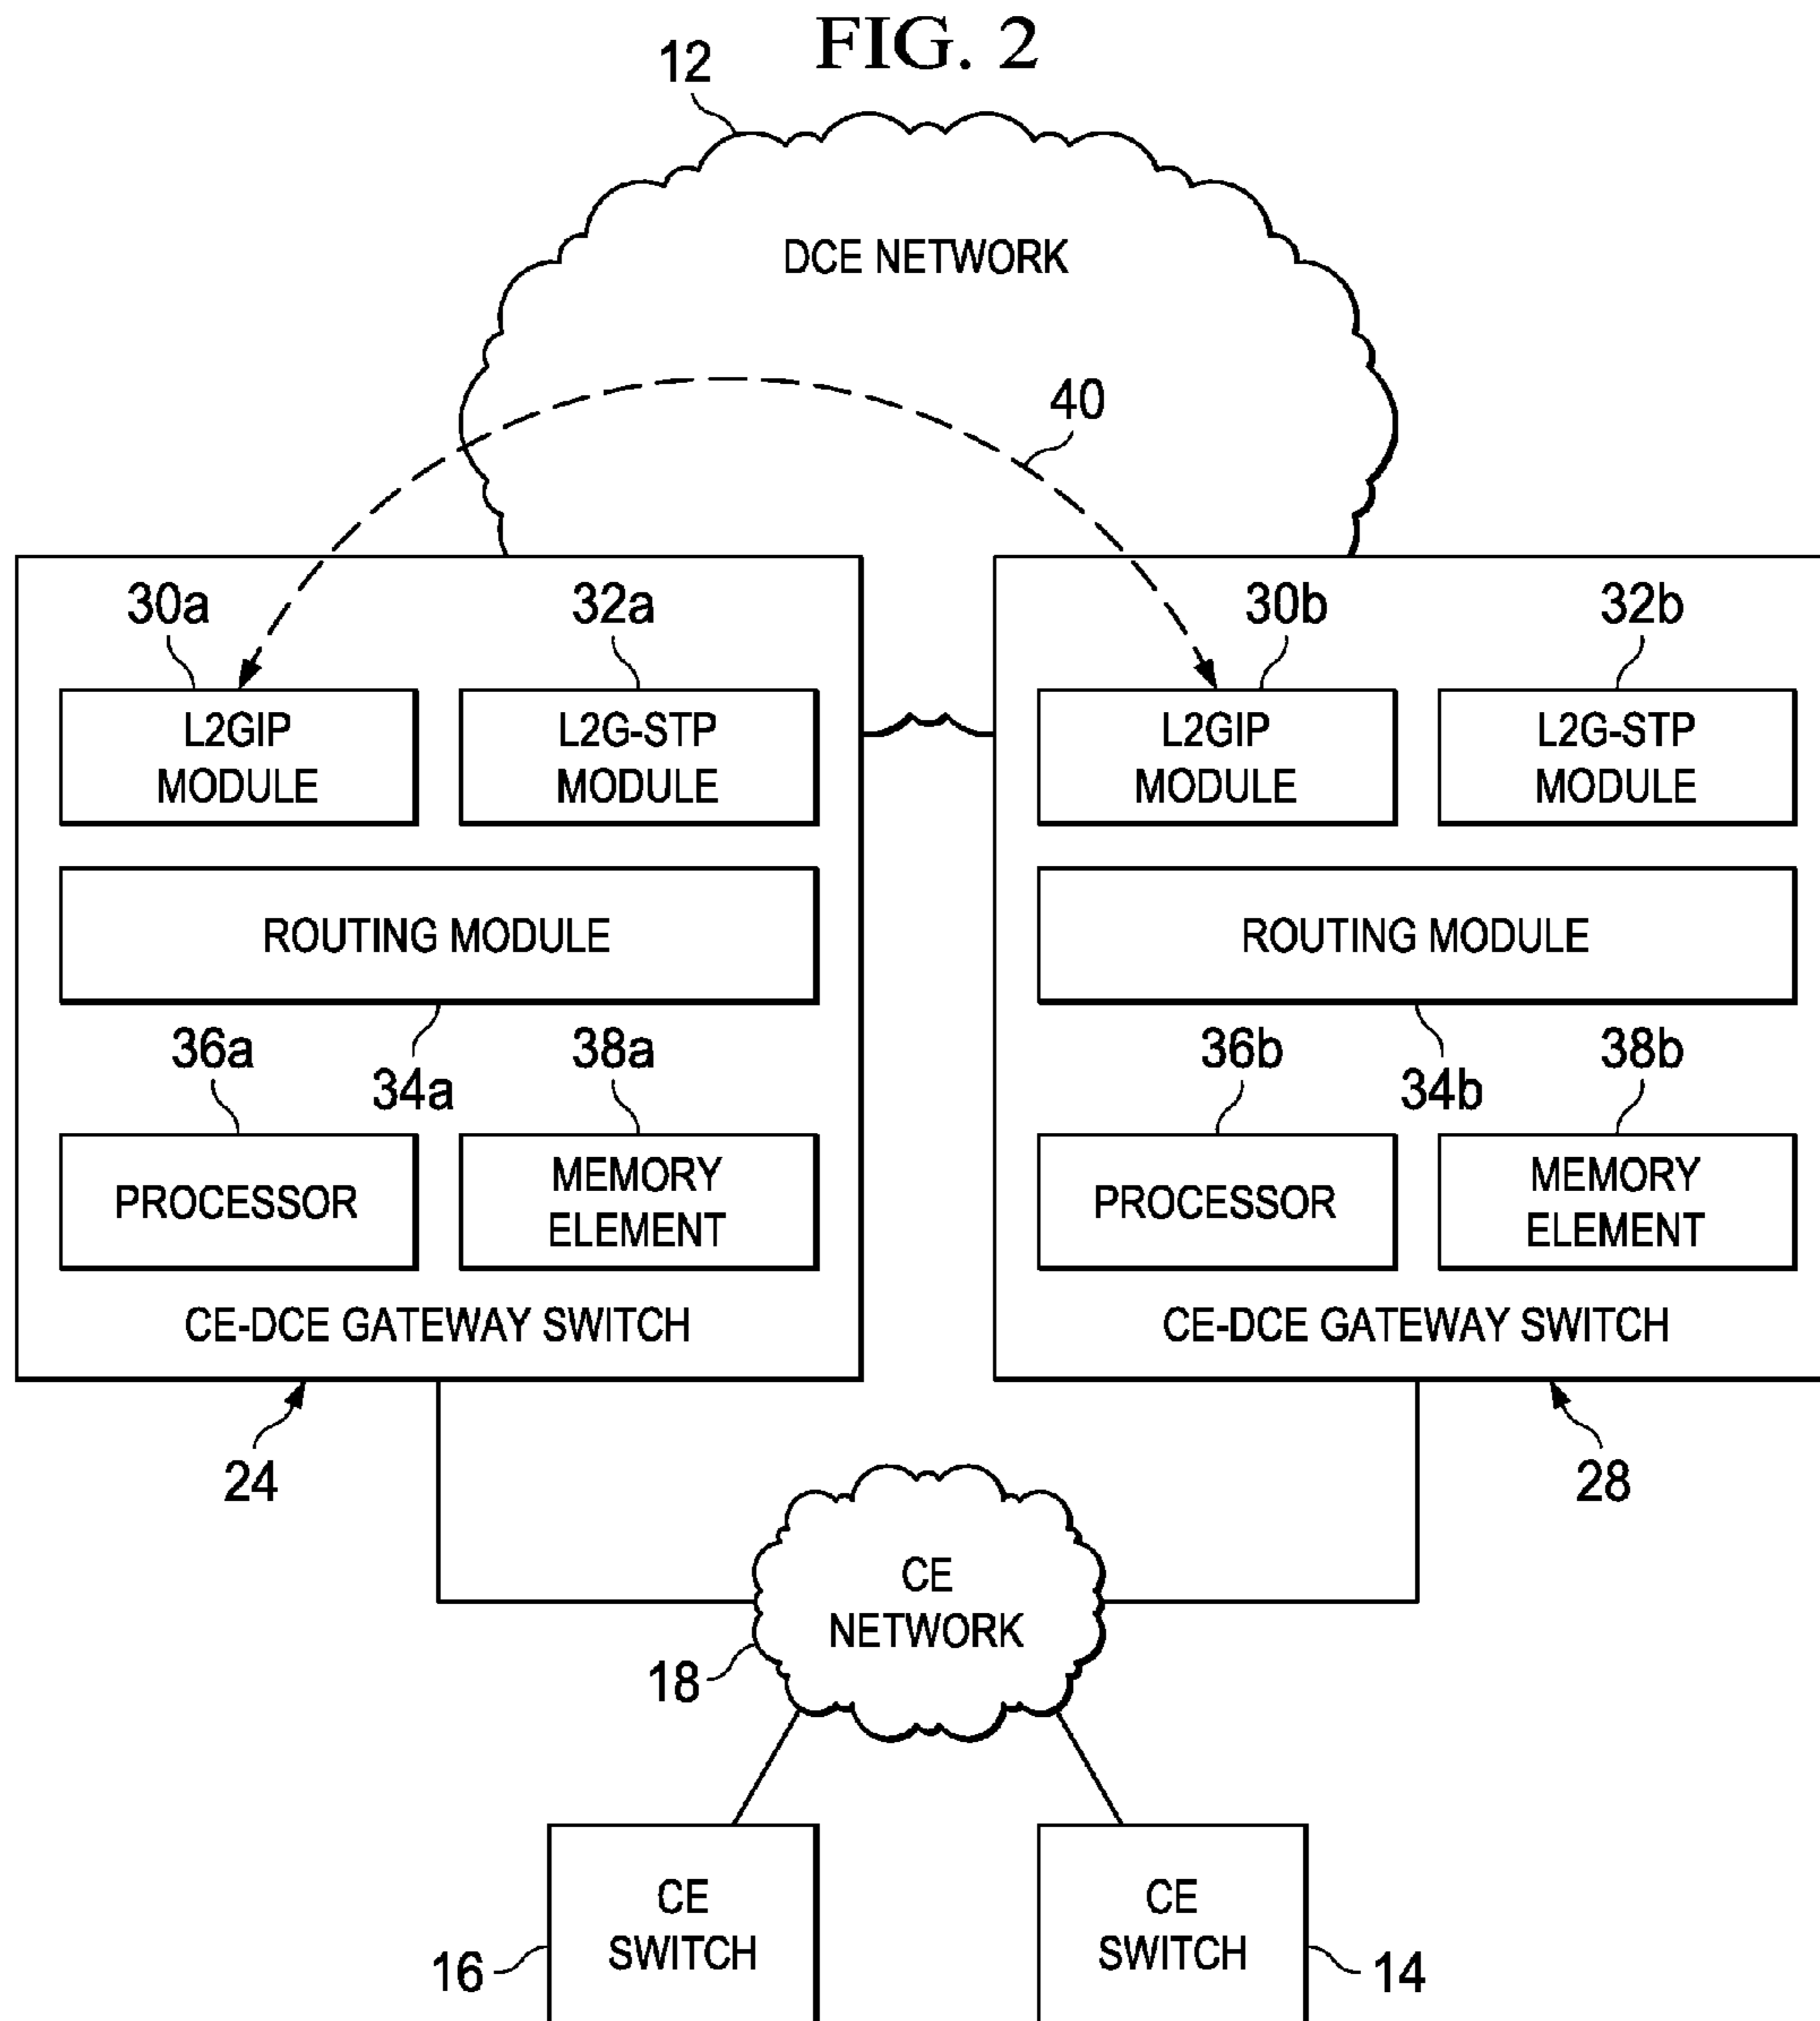 FIG. 2
12
DCE NETWORK
40
30a
32a
30b
32b
L2GIP
MODULE
L2G-STP
MODULE
L2GIP
MODULE
L2G-STP
MODULE
ROUTING MODULE
ROUTING MODULE
36a
34a
38a
36b
34b
38b
PROCESSOR
MEMORY
ELEMENT
PROCESSOR
MEMORY
ELEMENT
CE-DCE GATEWAY SWITCH
CE-DCE GATEWAY SWITCH
24
28
CE
NETWORK
18
CE
SWITCH
CE
SWITCH
16
14